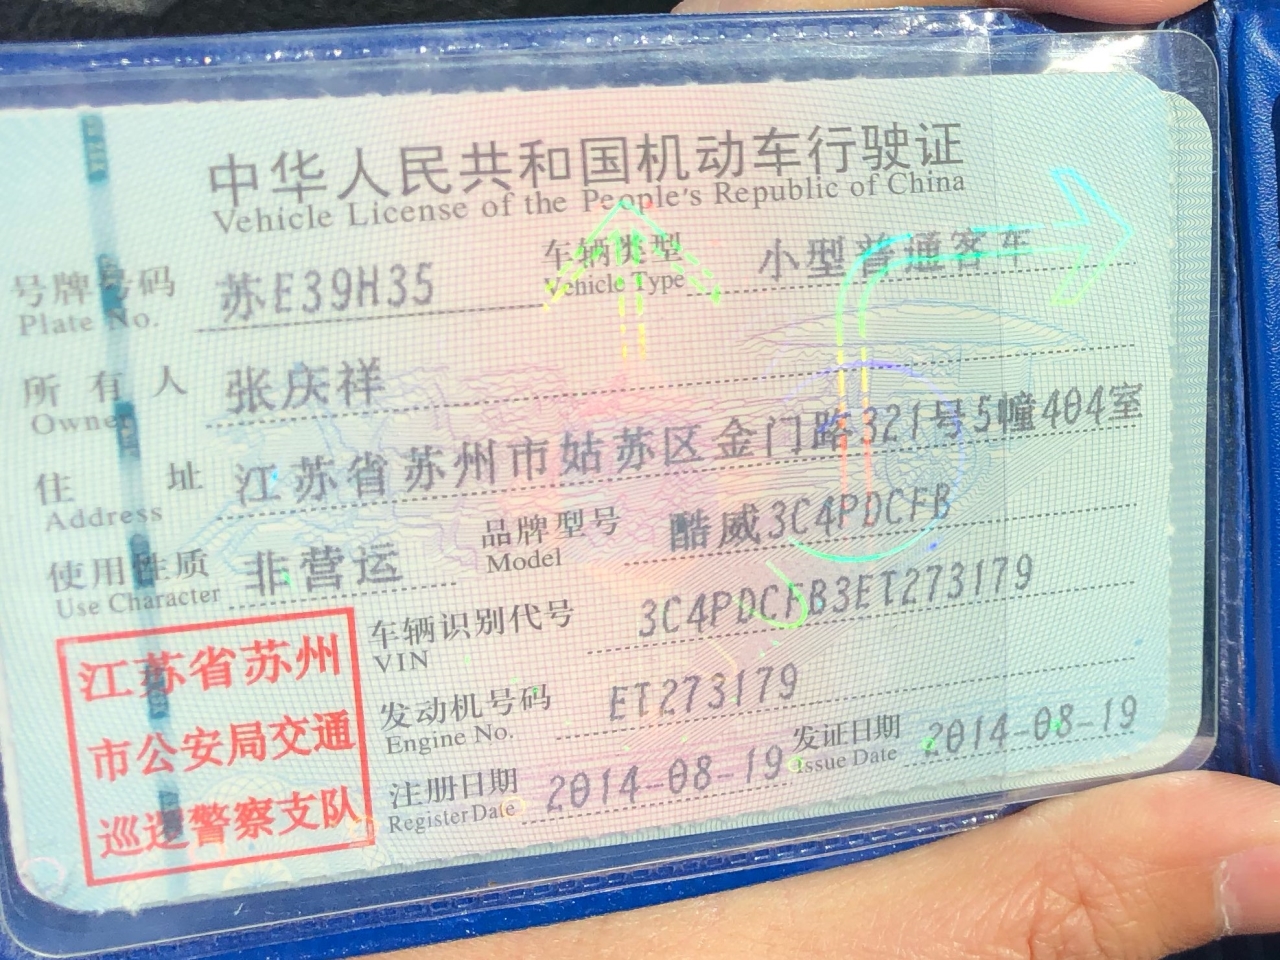 中华人民共和国机动车行驶证
Vehicle License of the People's Republic of China
号牌号码 苏E39H35 车辆类型 小型普通客车
Plate No. Vehicle Type
所有人 张庆祥
Owner
住址 江苏省苏州市姑苏区金门路321号5幢404室
Address
使用性质 非营运 品牌型号 酷威3C4PDCFB
Use Character Model
车辆识别代号 3C4PDCFB3ET273179
VIN
发动机号码 ET273179
Engine No.
注册日期 2014-08-19 发证日期 2014-08-19
Register Date Issue Date
江苏省苏州
市公安局交通
巡逻警察支队